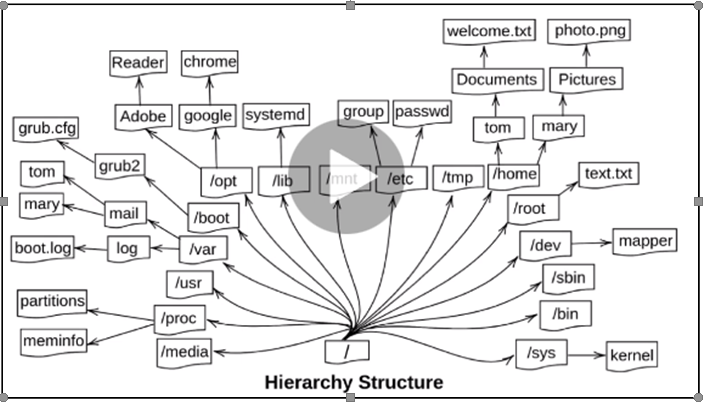 welcome.txt photo.png
Reader chrome
Documents Pictures
Adobe google systemd group passwd
tom mary
grub.cfg
grub2
tom
/opt /lib /mnt /etc /tmp /home
text.txt
mary
mail
/boot
/root
boot.log log /var
/dev mapper
/usr
/sbin
partitions
/proc
/bin
meminfo
/media
/
/sys kernel
Hierarchy Structure